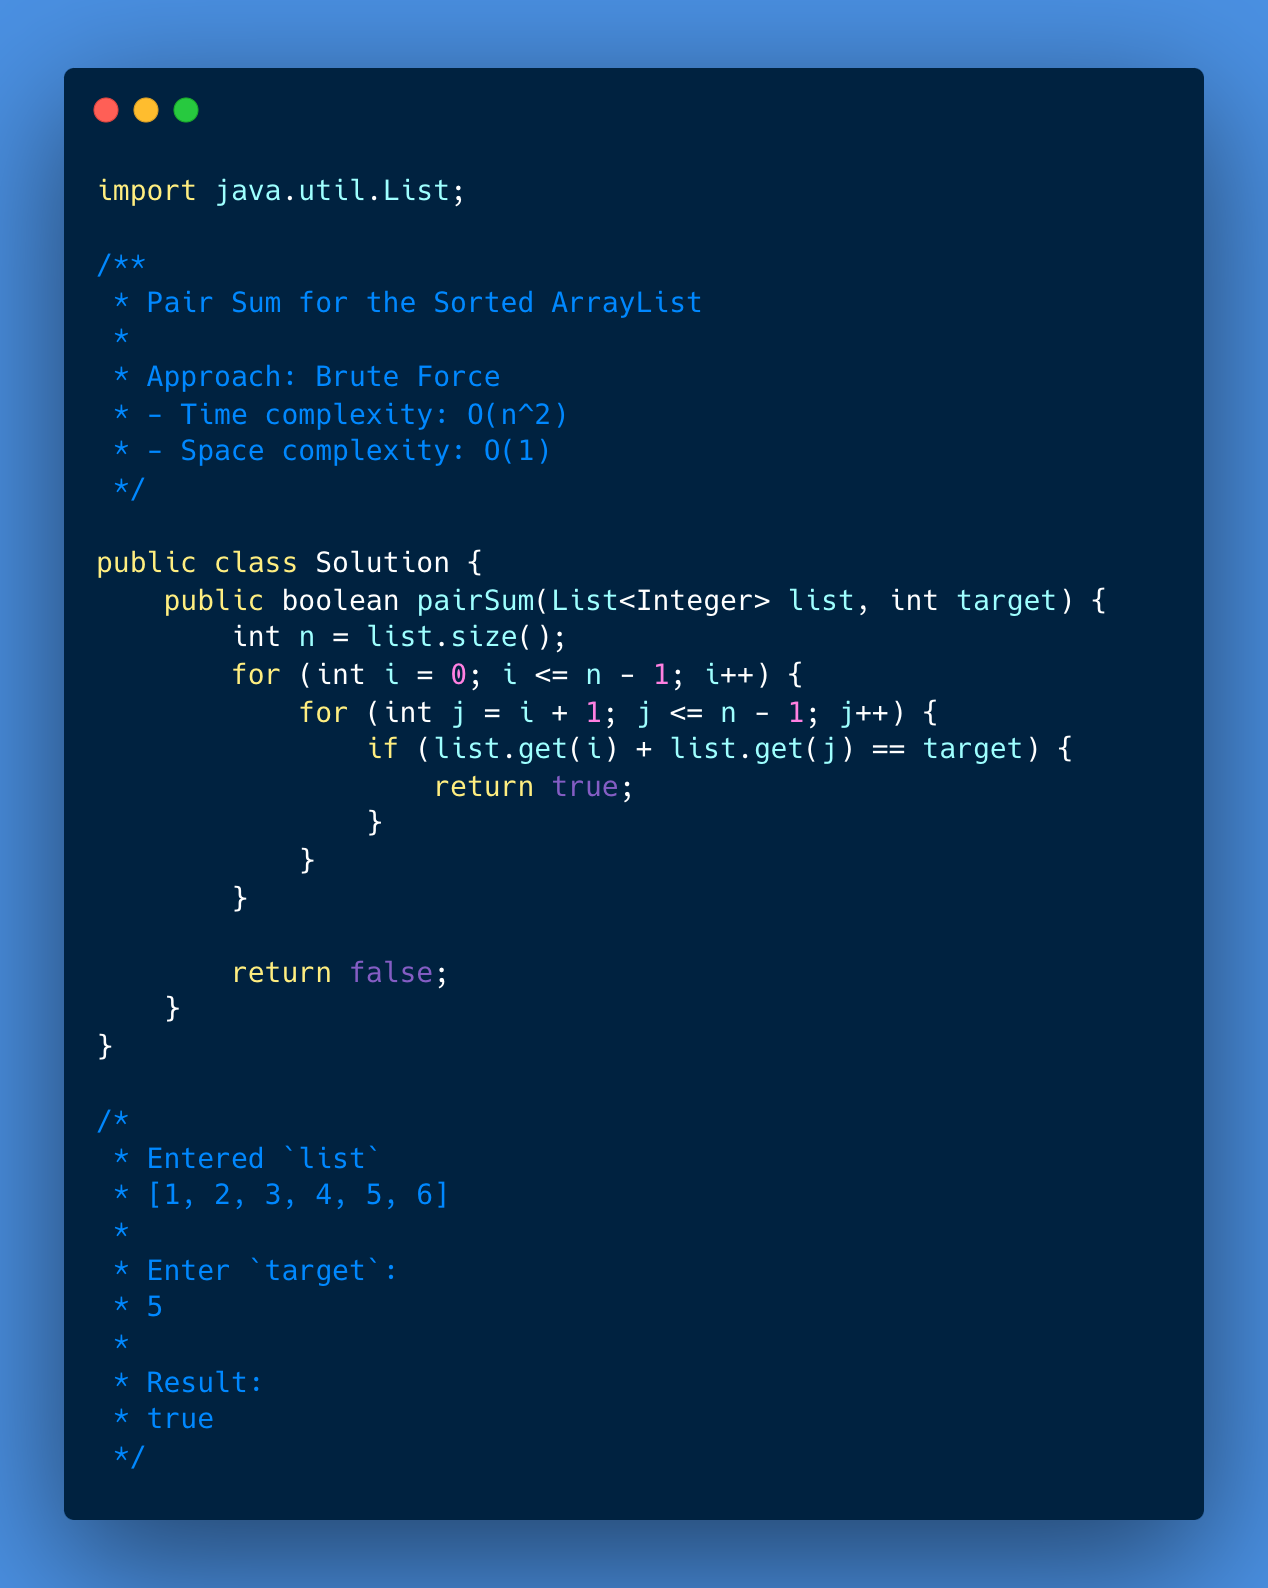 import java.util.List;

/**
 * Pair Sum for the Sorted ArrayList
 *
 * Approach: Brute Force
 * - Time complexity: O(n^2)
 * - Space complexity: O(1)
 */

public class Solution {
    public boolean pairSum(List<Integer> list, int target) {
        int n = list.size();
        for (int i = 0; i <= n - 1; i++) {
            for (int j = i + 1; j <= n - 1; j++) {
                if (list.get(i) + list.get(j) == target) {
                    return true;
                }
            }
        }

        return false;
    }
}

/*
 * Entered `list`
 * [1, 2, 3, 4, 5, 6]
 *
 * Enter `target`:
 * 5
 *
 * Result:
 * true
 */